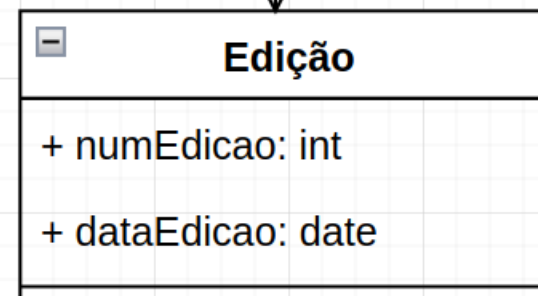 Edição
+ numEdicao: int
+ dataEdicao: date